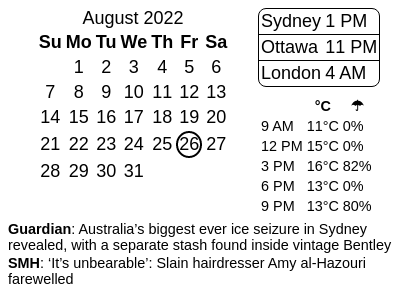 August 2022
Su Mo Tu We Th Fr Sa
1 2 3 4 5 6
7 8 9 10 11 12 13
14 15 16 17 18 19 20
21 22 23 24 25 26 27
28 29 30 31
Sydney 1 PM
Ottawa 11 PM
London 4 AM
°C ☂
9 AM 11°C 0%
12 PM 15°C 0%
3 PM 16°C 82%
6 PM 13°C 0%
9 PM 13°C 80%
Guardian: Australia’s biggest ever ice seizure in Sydney
revealed, with a separate stash found inside vintage Bentley
SMH: ‘It’s unbearable’: Slain hairdresser Amy al-Hazouri
farewelled